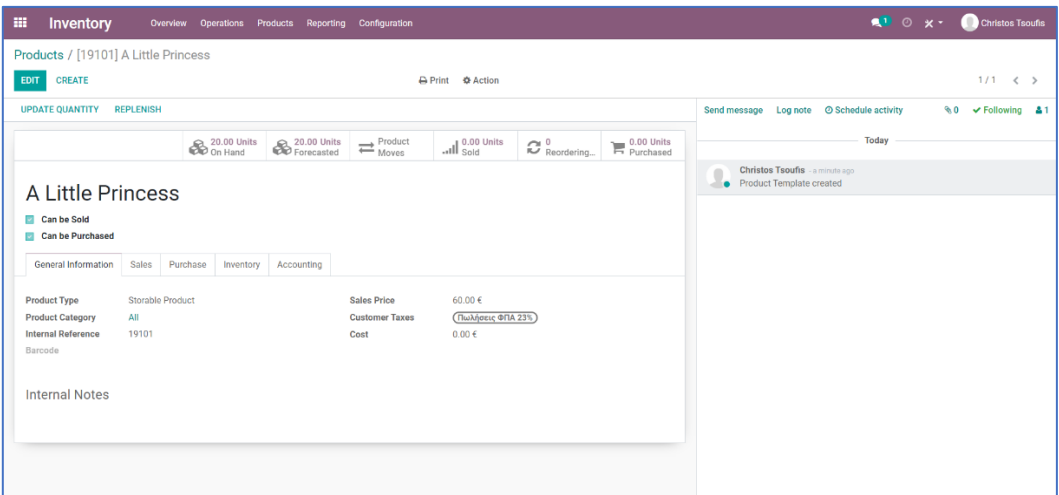 Inventory Overview Operations Products Reporting Configuration 1 Christos Tsoufis
Products / [19101] A Little Princess
EDIT CREATE Print Action 1 / 1
UPDATE QUANTITY REPLENISH Send message Log note Schedule activity 0 Following 1
Today
20.00 Units On Hand
20.00 Units Forecasted
Product Moves
0.00 Units Sold
0 Reordering...
0.00 Units Purchased
Christos Tsoufis - a minute ago
Product Template created
A Little Princess
Can be Sold
Can be Purchased
General Information Sales Purchase Inventory Accounting
Product Type Storable Product Sales Price 60.00 €
Product Category All Customer Taxes Πωλήσεις ΦΠΑ 23%
Internal Reference 19101 Cost 0.00 €
Barcode
Internal Notes